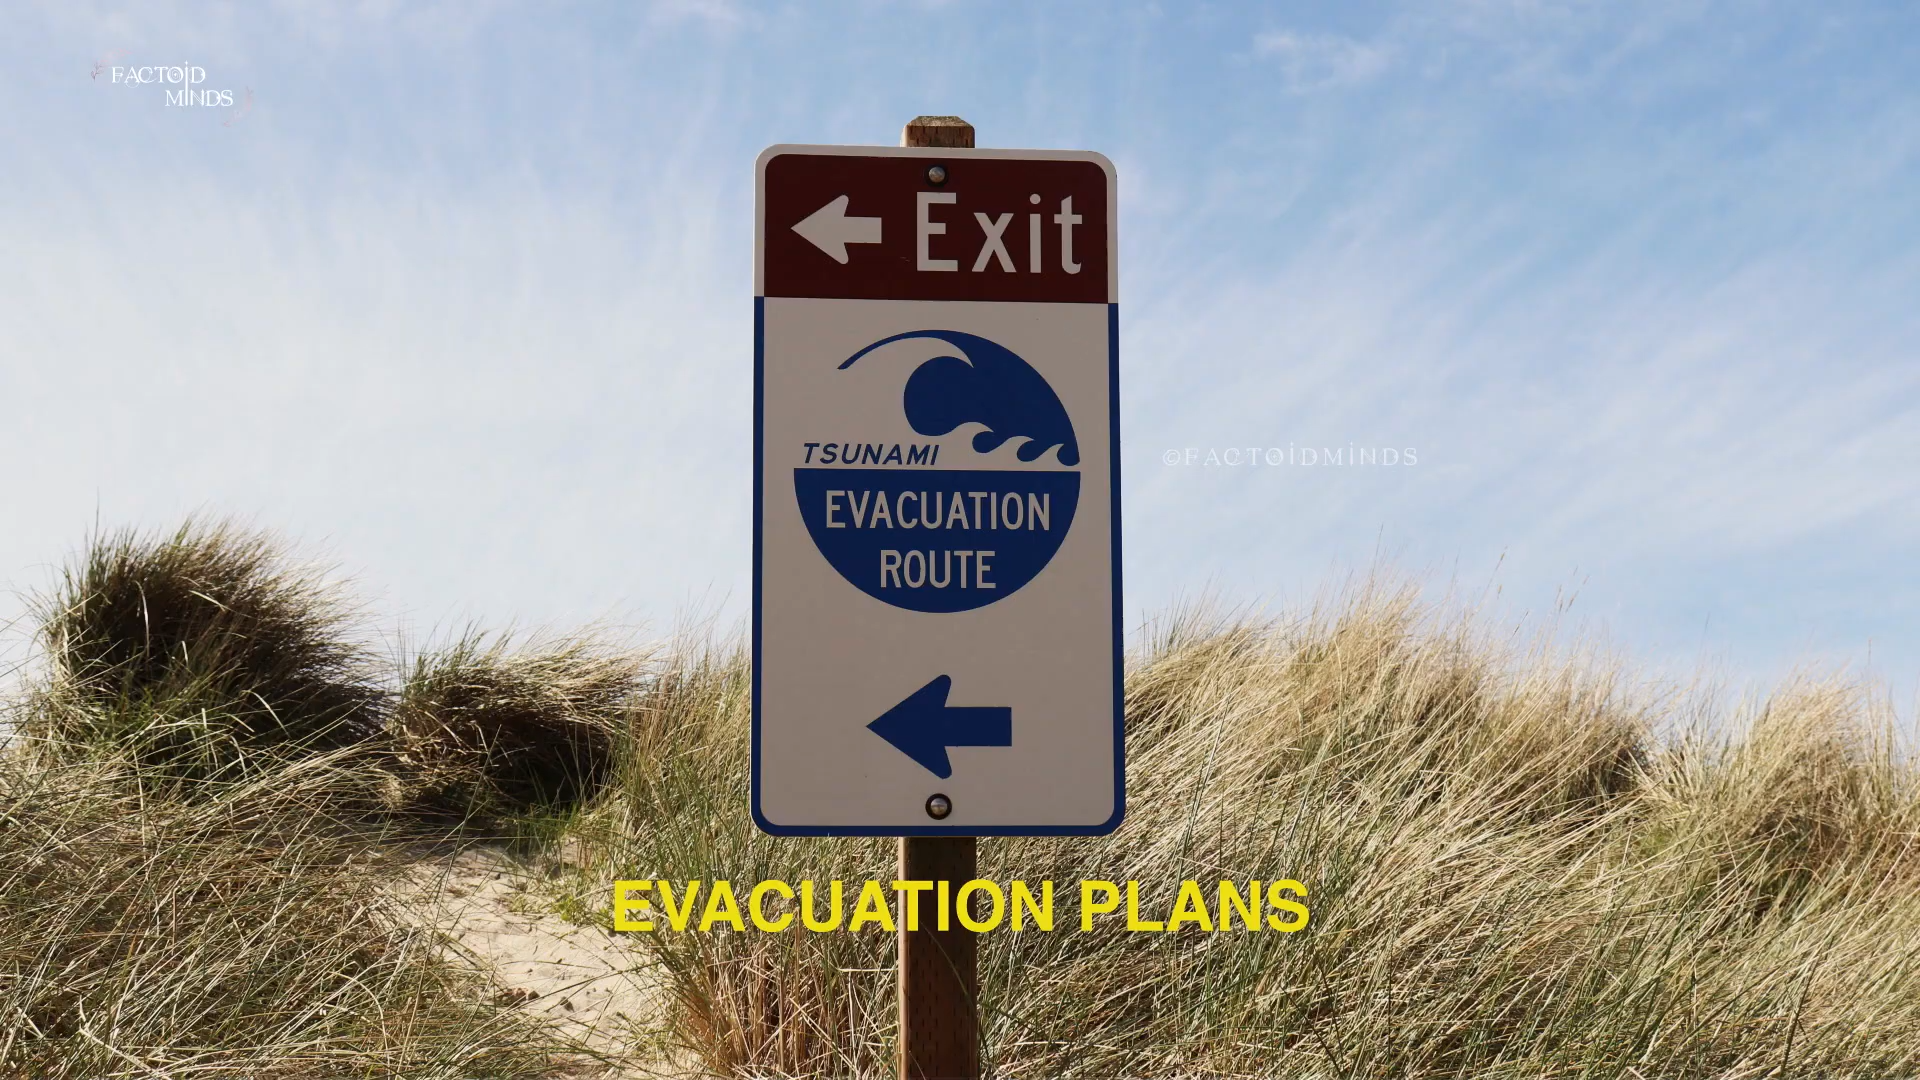 FACTOID
MINDS
Exit
TSUNAMI
©FACTOIDMINDS
EVACUATION
ROUTE
EVACUATION PLANS